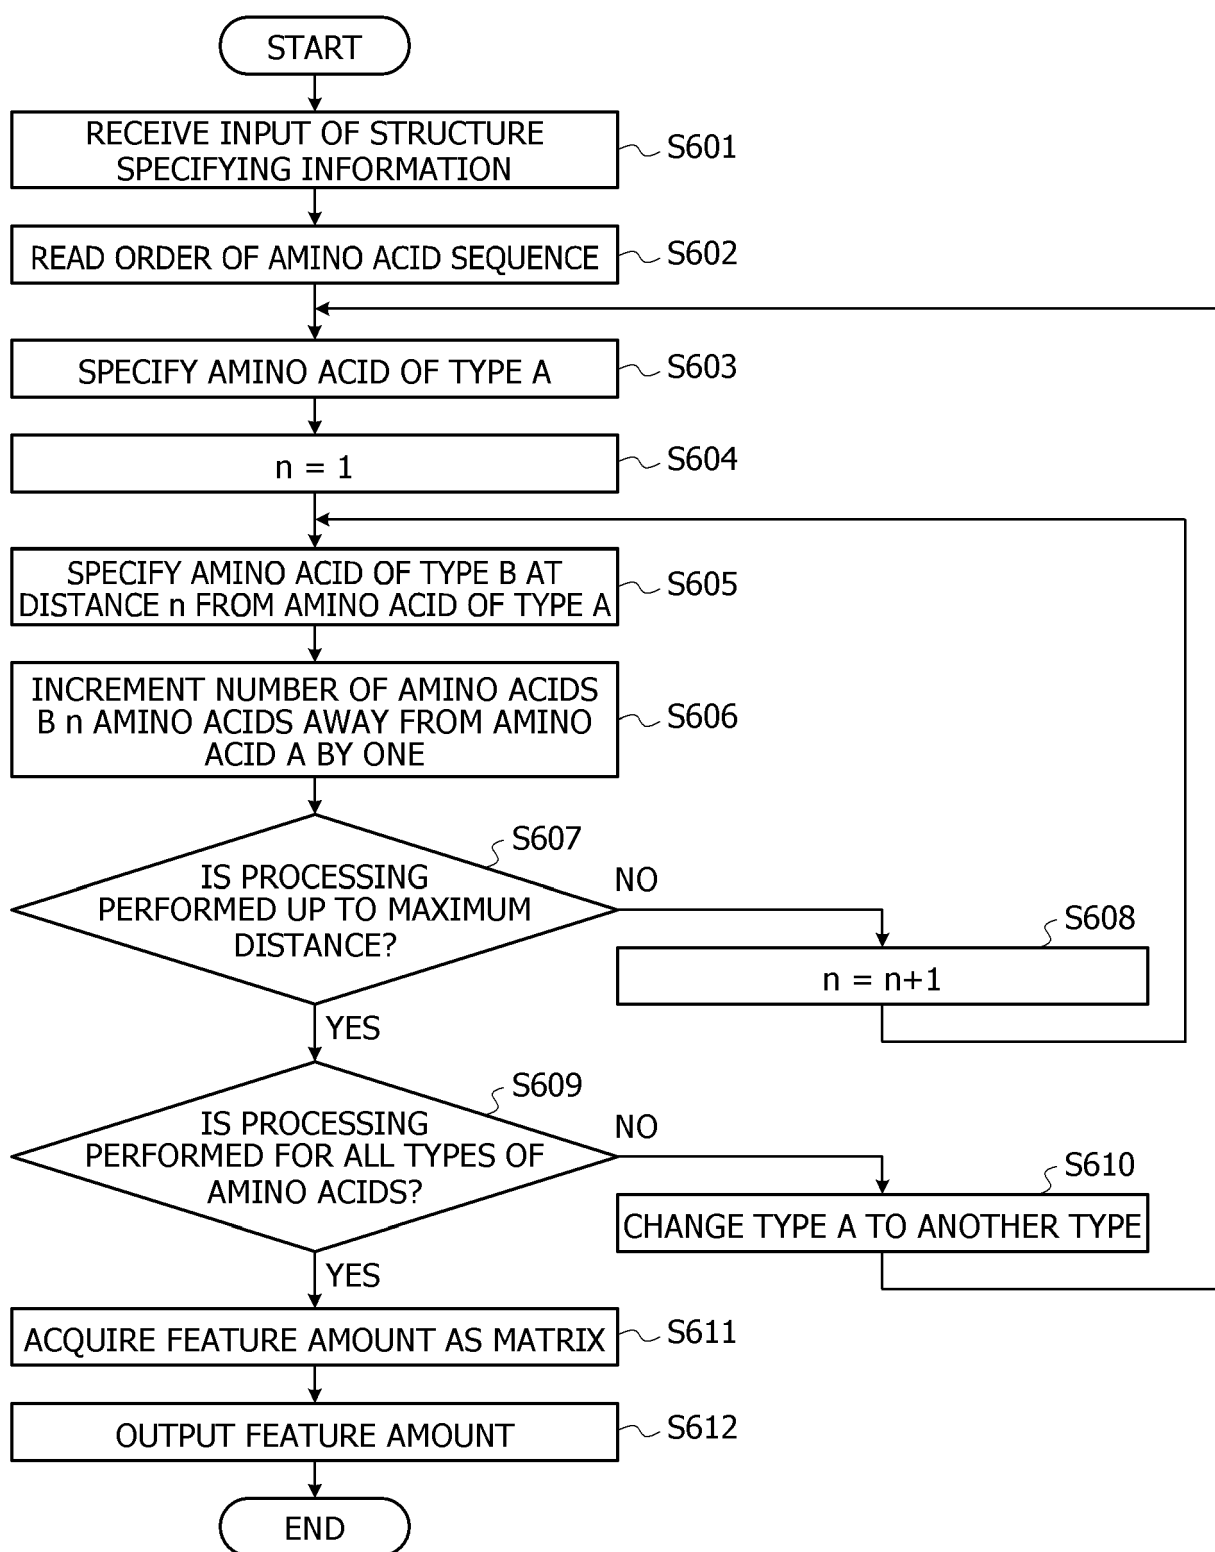 START
RECEIVE INPUT OF STRUCTURE
SPECIFYING INFORMATION
S601
READ ORDER OF AMINO ACID SEQUENCE
S602
SPECIFY AMINO ACID OF TYPE A
S603
n = 1
S604
SPECIFY AMINO ACID OF TYPE B AT
DISTANCE n FROM AMINO ACID OF TYPE A
S605
INCREMENT NUMBER OF AMINO ACIDS
B n AMINO ACIDS AWAY FROM AMINO
ACID A BY ONE
S606
S607
IS PROCESSING
PERFORMED UP TO MAXIMUM
DISTANCE?
NO
S608
n = n+1
YES
S609
IS PROCESSING
PERFORMED FOR ALL TYPES OF
AMINO ACIDS?
NO
S610
CHANGE TYPE A TO ANOTHER TYPE
YES
ACQUIRE FEATURE AMOUNT AS MATRIX
S611
OUTPUT FEATURE AMOUNT
S612
END